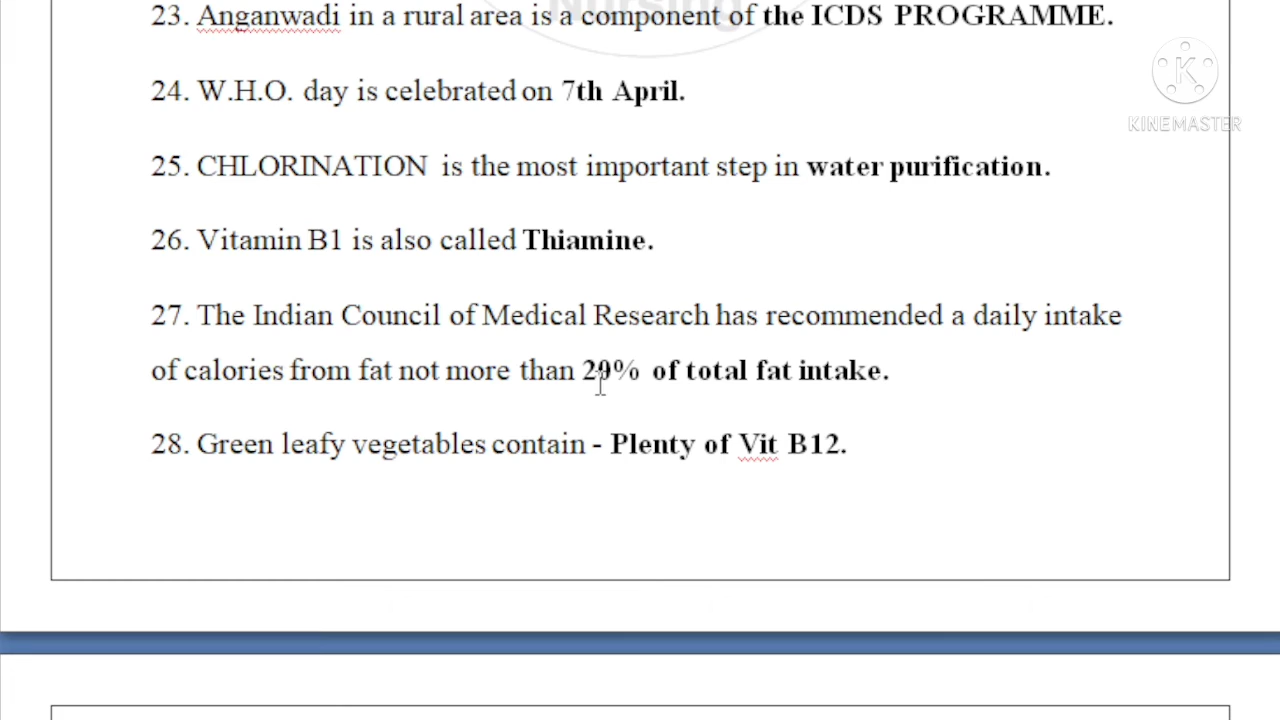 Nursing
23. Anganwadi in a rural area is a component of the ICDS PROGRAMME.
K
KINEMASTER
24. W.H.O. day is celebrated on 7th April.
25. CHLORINATION is the most important step in water purification.
26. Vitamin B1 is also called Thiamine.
27. The Indian Council of Medical Research has recommended a daily intake
of calories from fat not more than 20% of total fat intake.
28. Green leafy vegetables contain - Plenty of Vit B12.